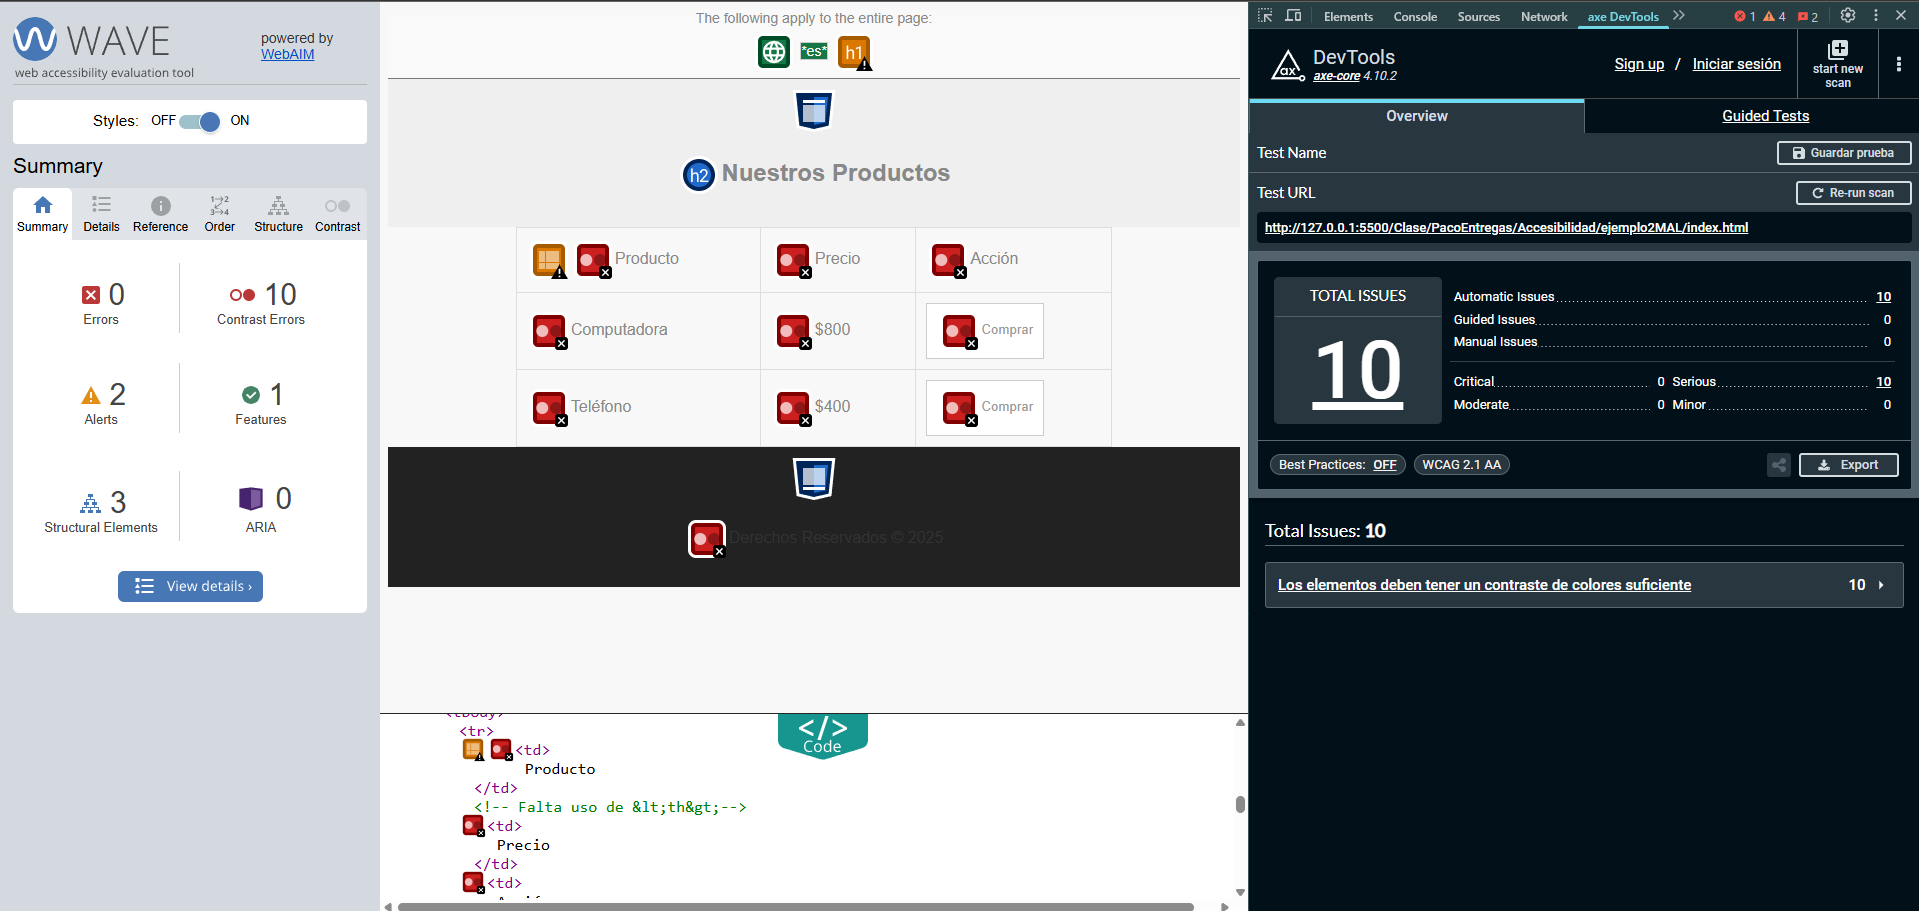 WAVE
web accessibility evaluation tool
powered by
WebAIM
Styles: OFF ON
Summary
Summary Details Reference Order Structure Contrast
0
Errors
10
Contrast Errors
2
Alerts
1
Features
3
Structural Elements
0
ARIA
View details ›
The following apply to the entire page:
*es* h1
h2 Nuestros Productos
Producto Precio Acción
Computadora $800 Comprar
Teléfono $400 Comprar
Derechos Reservados © 2025
</>
Code
<tbody>
<tr>
<td>
Producto
</td>
<!-- Falta uso de &lt;th&gt;-->
<td>
Precio
</td>
<td>
Elements Console Sources Network axe DevTools 1 4 2
ax DevTools
axe-core 4.10.2
Sign up / Iniciar sesión
start new
scan
Overview Guided Tests
Test Name Guardar prueba
Test URL Re-run scan
http://127.0.0.1:5500/Clase/PacoEntregas/Accesibilidad/ejemplo2MAL/index.html
TOTAL ISSUES
10
Automatic Issues 10
Guided Issues 0
Manual Issues 0
Critical 0 Serious 10
Moderate 0 Minor 0
Best Practices: OFF WCAG 2.1 AA Export
Total Issues: 10
Los elementos deben tener un contraste de colores suficiente 10